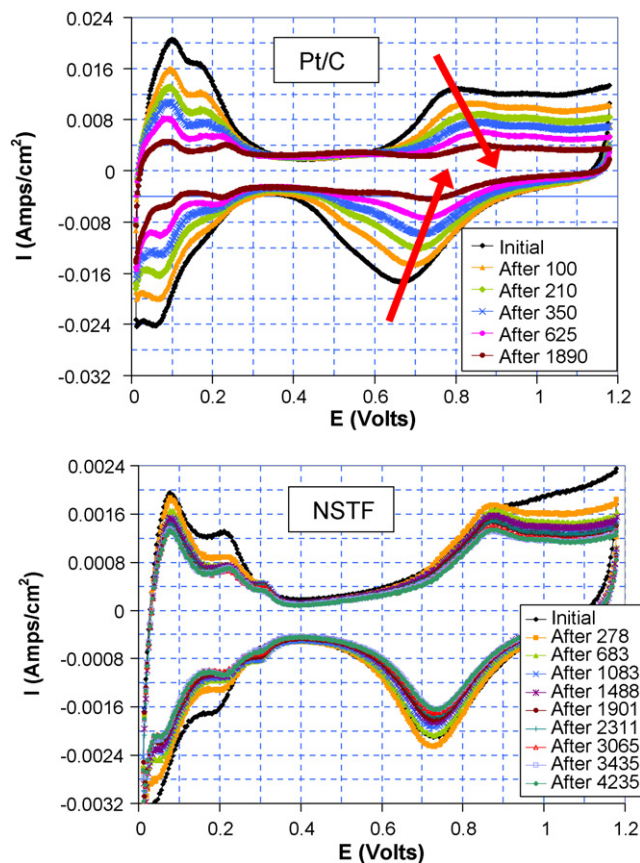 Pt/C
I (Amps/cm²)
0.024
0.016
0.008
0
-0.008
-0.016
-0.024
-0.032
0
0.2
0.4
0.6
0.8
1
1.2
E (Volts)
Initial
After 100
After 210
After 350
After 625
After 1890
NSTF
I (Amps/cm²)
0.0024
0.0016
0.0008
0
-0.0008
-0.0016
-0.0024
-0.0032
0
0.2
0.4
0.6
0.8
1
1.2
E (Volts)
Initial
After 278
After 683
After 1083
After 1488
After 1901
After 2311
After 3065
After 3435
After 4235